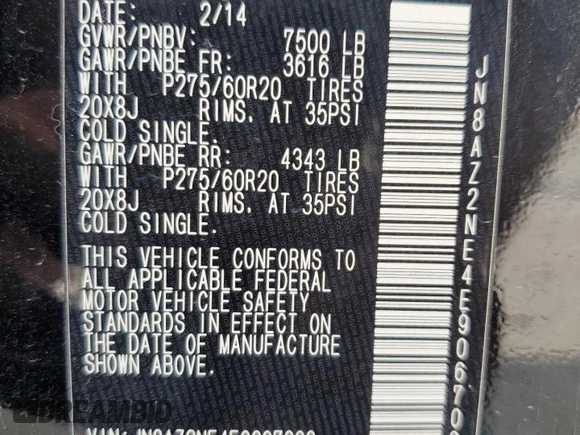 DATE: 2/14
GVWR/PNBV: 7500 LB
GAWR/PNBE FR: 3616 LB
WITH P275/60R20 TIRES
20X8J RIMS. AT 35PSI
COLD SINGLE.
GAWR/PNBE RR: 4343 LB
WITH P275/60R20 TIRES
20X8J RIMS. AT 35PSI
COLD SINGLE.
THIS VEHICLE CONFORMS TO
ALL APPLICABLE FEDERAL
MOTOR VEHICLE SAFETY
STANDARDS IN EFFECT ON
THE DATE OF MANUFACTURE
SHOWN ABOVE.
JN8AZ2NE4E90670
DREAMBID